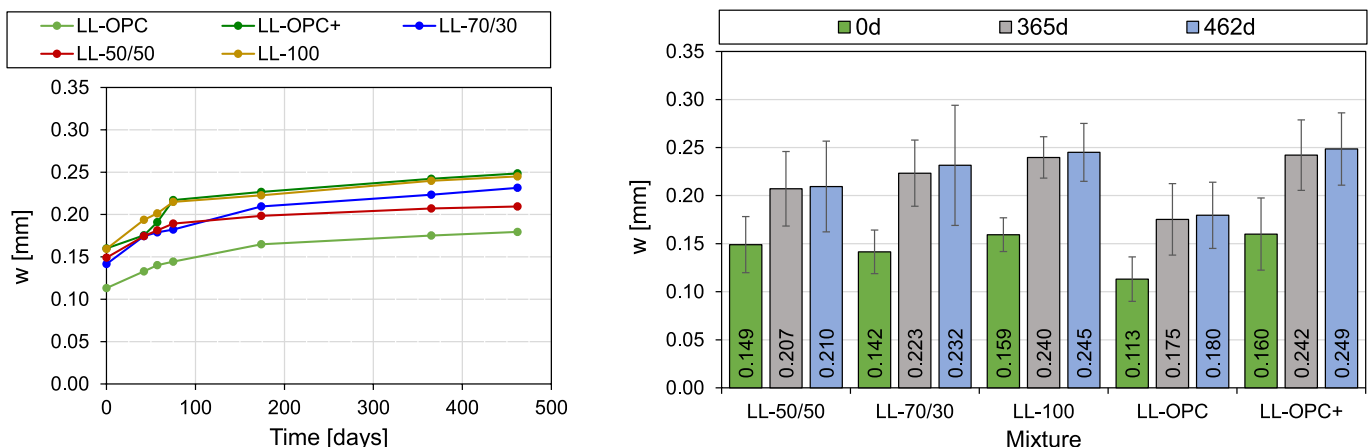 LL-OPC LL-OPC+ LL-70/30
LL-50/50 LL-100
w [mm]
0.35
0.30
0.25
0.20
0.15
0.10
0.05
0.00
0 100 200 300 400 500
Time [days]
0d 365d 462d
w [mm]
0.35
0.30
0.25
0.20
0.15
0.10
0.05
0.00
0.149 0.207 0.210 0.142 0.223 0.232 0.159 0.240 0.245 0.113 0.175 0.180 0.160 0.242 0.249
LL-50/50 LL-70/30 LL-100 LL-OPC LL-OPC+
Mixture